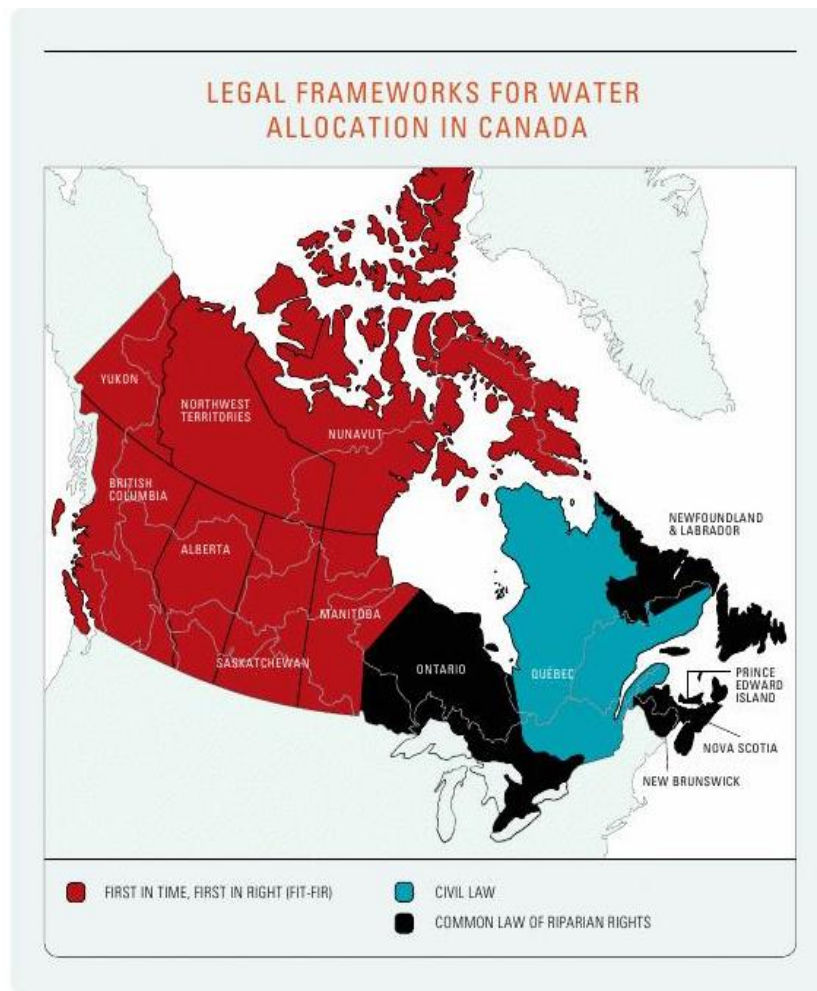 LEGAL FRAMEWORKS FOR WATER
ALLOCATION IN CANADA
YUKON
NORTHWEST
TERRITORIES
NUNAVUT
BRITISH
COLUMBIA
ALBERTA
SASKATCHEWAN
MANITOBA
ONTARIO
QUÉBEC
NEWFOUNDLAND
& LABRADOR
PRINCE
EDWARD
ISLAND
NOVA SCOTIA
NEW BRUNSWICK
FIRST IN TIME, FIRST IN RIGHT (FIT-FIR)
CIVIL LAW
COMMON LAW OF RIPARIAN RIGHTS